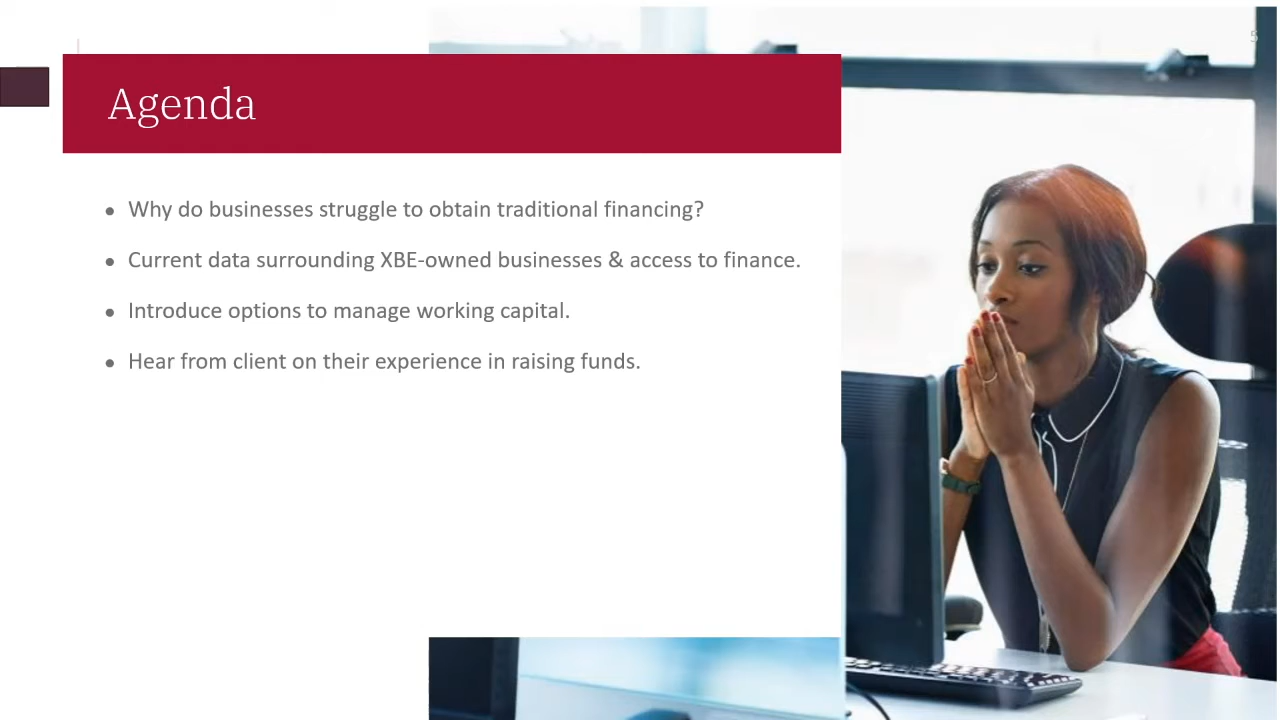 5
Agenda
• Why do businesses struggle to obtain traditional financing?
• Current data surrounding XBE-owned businesses & access to finance.
• Introduce options to manage working capital.
• Hear from client on their experience in raising funds.